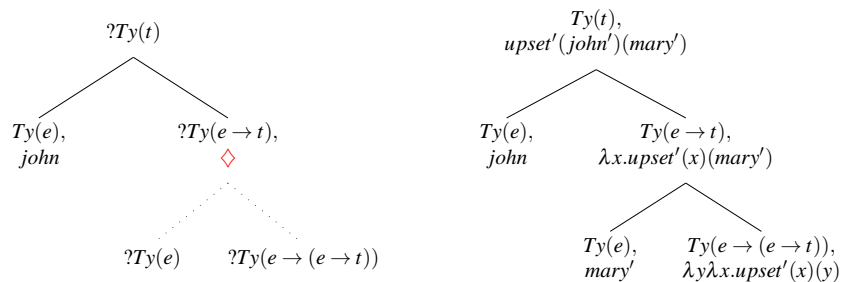 ?Ty(t)
Ty(e),
john
?Ty(e → t),
◇
?Ty(e)
?Ty(e → (e → t))
Ty(t),
upset′(john′)(mary′)
Ty(e),
john
Ty(e → t),
λx.upset′(x)(mary′)
Ty(e),
mary′
Ty(e → (e → t)),
λyλx.upset′(x)(y)